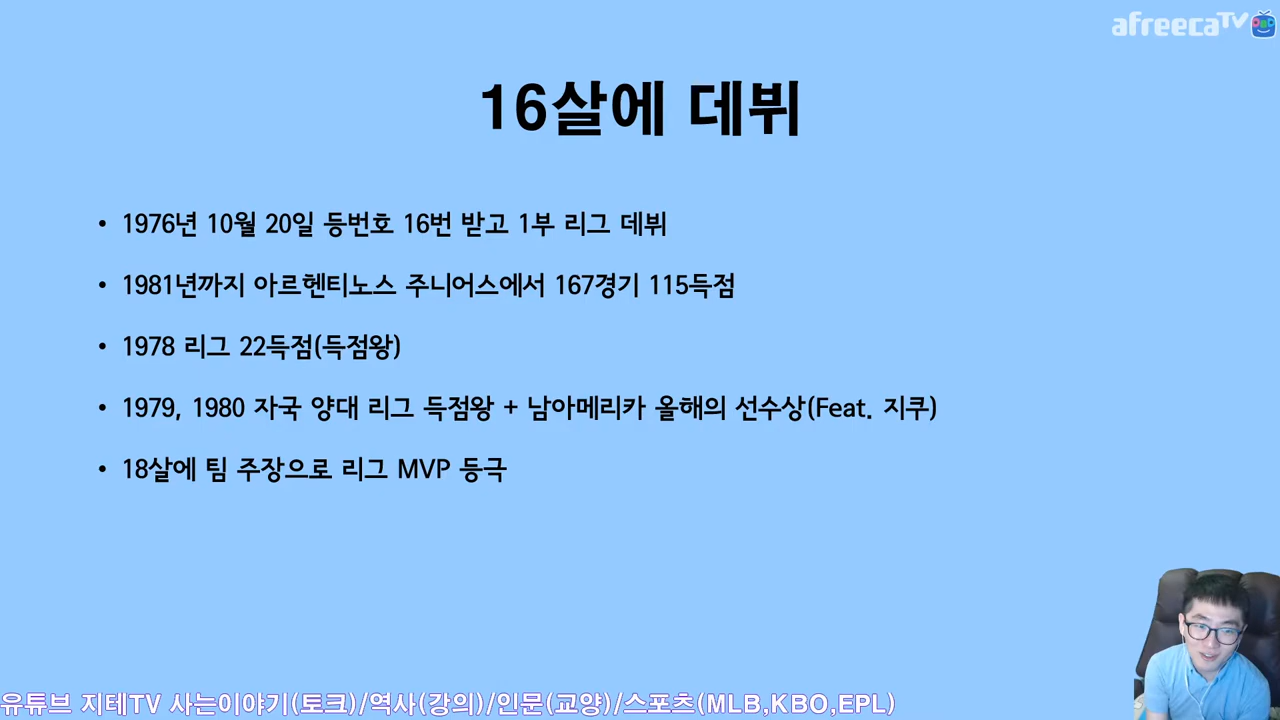 afreecaTV
16살에 데뷔
• 1976년 10월 20일 등번호 16번 받고 1부 리그 데뷔
• 1981년까지 아르헨티노스 주니어스에서 167경기 115득점
• 1978 리그 22득점(득점왕)
• 1979, 1980 자국 양대 리그 득점왕 + 남아메리카 올해의 선수상(Feat. 지쿠)
• 18살에 팀 주장으로 리그 MVP 등극
유튜브 지테TV 사는이야기(토크)/역사(강의)/인문(교양)/스포츠(MLB,KBO,EPL)